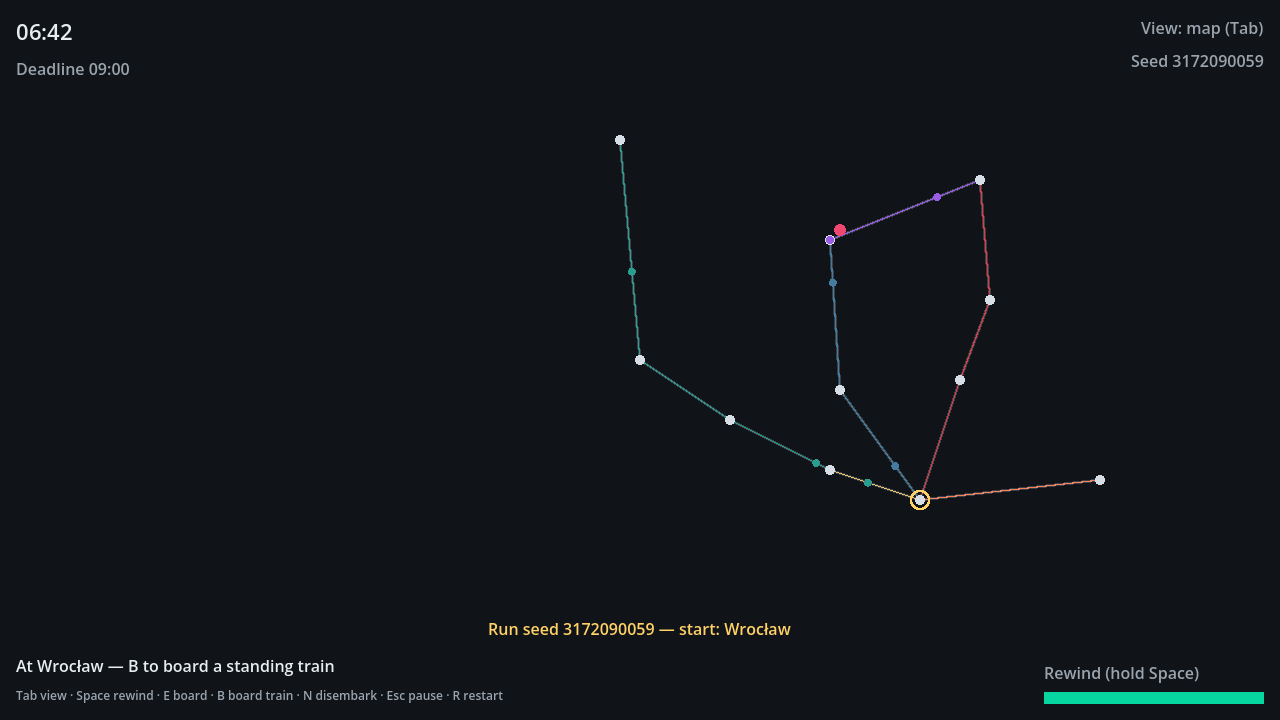 06:42
Deadline 09:00
View: map (Tab)
Seed 3172090059
Run seed 3172090059 — start: Wrocław
At Wrocław — B to board a standing train
Tab view · Space rewind · E board · B board train · N disembark · Esc pause · R restart
Rewind (hold Space)